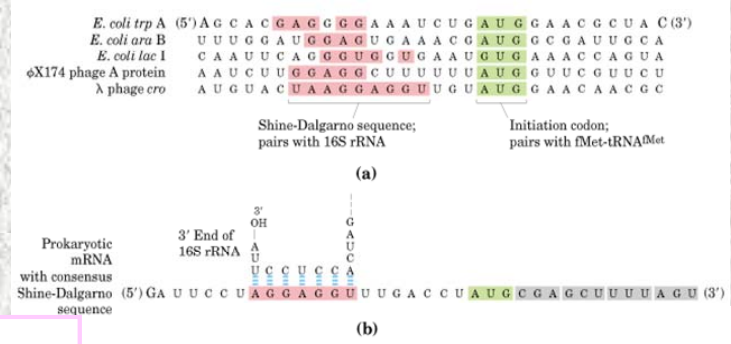 E. coli trp A (5′) A G C A C G A G G G G A A A U C U G A U G G A A C G C U A C (3′)
E. coli ara B U U U G G A U G G A G U G A A A C G A U G G C G A U U G C A
E. coli lac I C A A U U C A G G G U G G U G A A U G U G A A A C C A G U A
ϕX174 phage A protein A A U C U U G G A G G C U U U U U U A U G G U U C G U U C U
λ phage cro A U G U A C U A A G G A G G U U G U A U G G A A C A A C G C
Shine-Dalgarno sequence; Initiation codon;
pairs with 16S rRNA pairs with fMet-tRNAfMet
(a)
3′
OH G
3′ End of A
16S rRNA A U
U C
U C C U C C A
Prokaryotic
mRNA
with consensus
Shine-Dalgarno (5′) G A U U C C U A G G A G G U U U G A C C U A U G C G A G C U U U U A G U (3′)
sequence
(b)